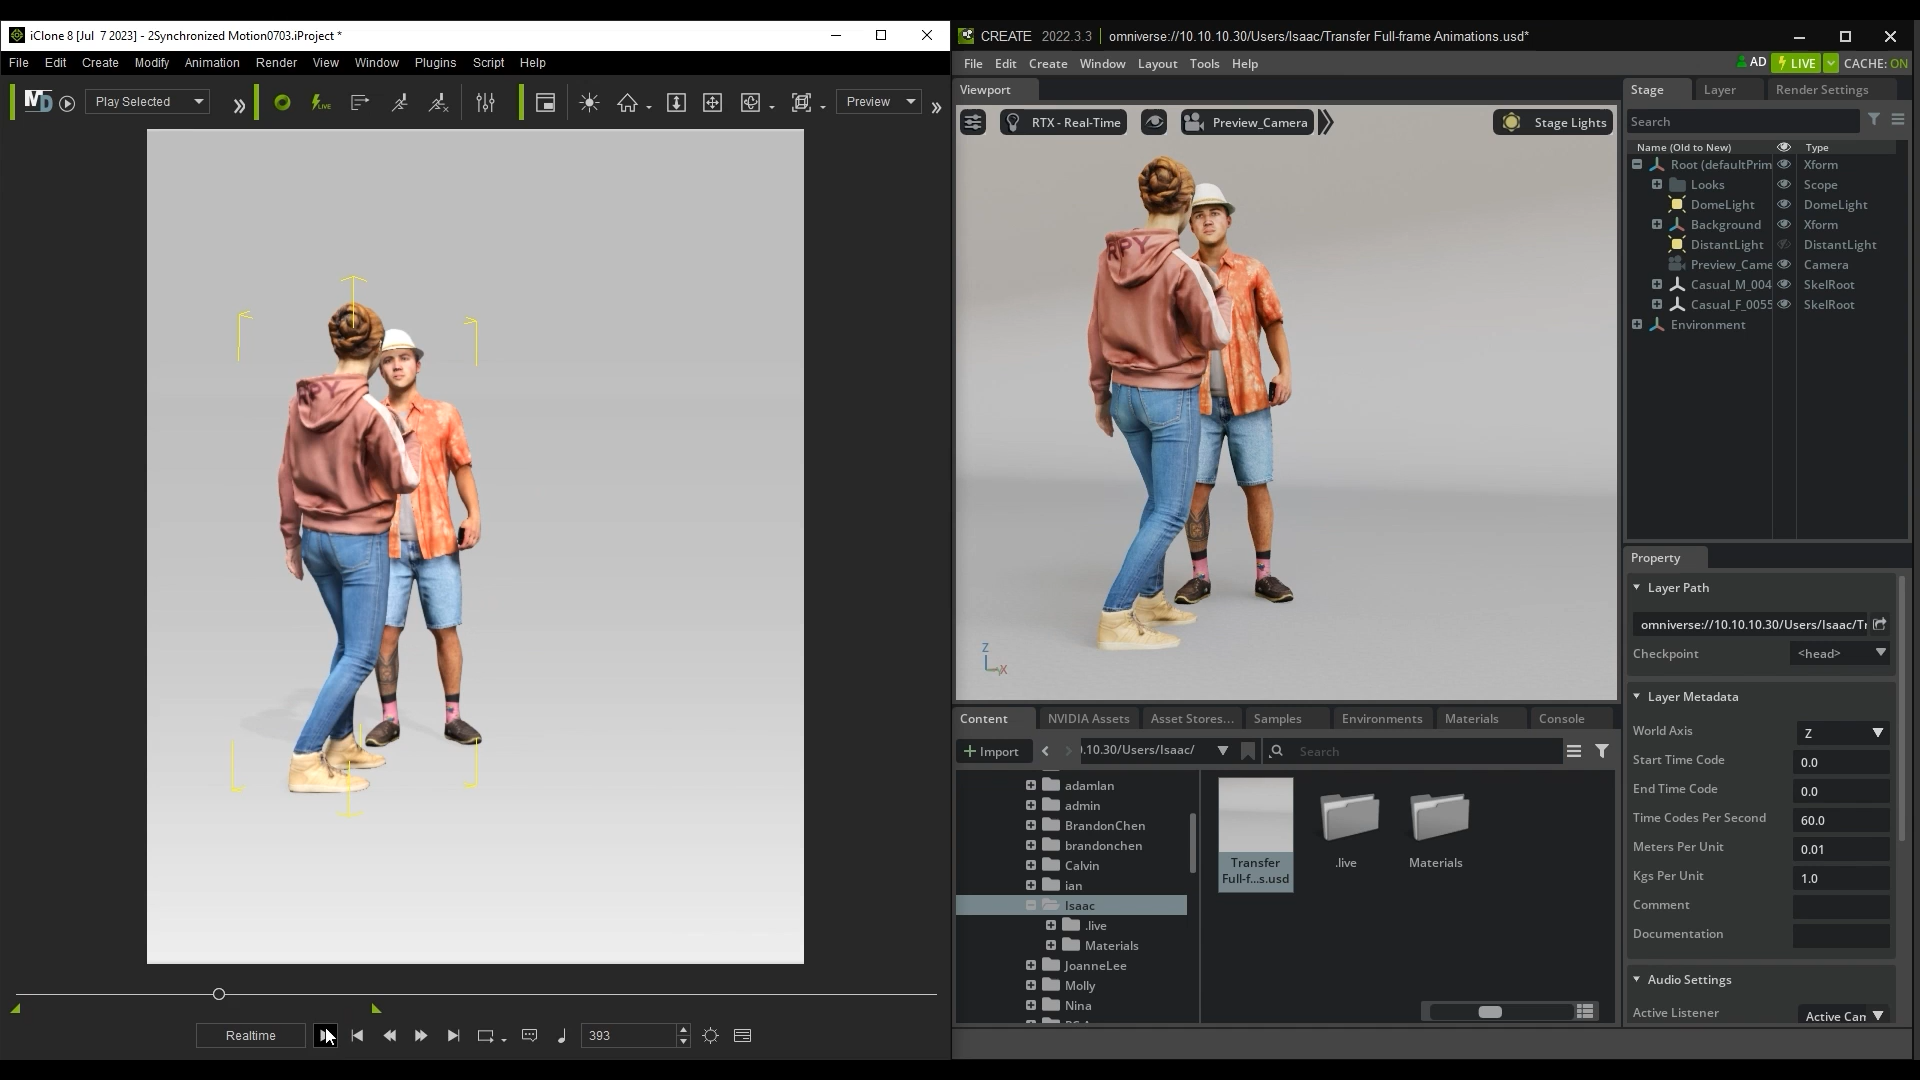 iClone 8 [Jul 7 2023] - 2Synchronized Motion0703.iProject *
File Edit Create Modify Animation Render View Window Plugins Script Help
MD Play Selected LIVE Preview
PY
Realtime 393
CREATE 2022.3.3 omniverse://10.10.10.30/Users/Isaac/Transfer Full-frame Animations.usd*
File Edit Create Window Layout Tools Help AD LIVE CACHE: ON
Viewport
RTX - Real-Time Preview_Camera Stage Lights
PPY
Z
X
Stage Layer Render Settings
Search
Name (Old to New) Type
Root (defaultPrim Xform
Looks Scope
DomeLight DomeLight
Background Xform
DistantLight DistantLight
Preview_Came Camera
Casual_M_004 SkelRoot
Casual_F_0055 SkelRoot
Environment
Property
Layer Path
omniverse://10.10.10.30/Users/Isaac/Tr
Checkpoint <head>
Layer Metadata
World Axis Z
Start Time Code 0.0
End Time Code 0.0
Time Codes Per Second 60.0
Meters Per Unit 0.01
Kgs Per Unit 1.0
Comment
Documentation
Audio Settings
Active Listener Active Can
Content NVIDIA Assets Asset Stores... Samples Environments Materials Console
+ Import .10.30/Users/Isaac/ Search
adamlan
admin
BrandonChen
brandonchen
Calvin
ian
Isaac
.live
Materials
JoanneLee
Molly
Nina
Transfer
Full-f...s.usd
.live
Materials